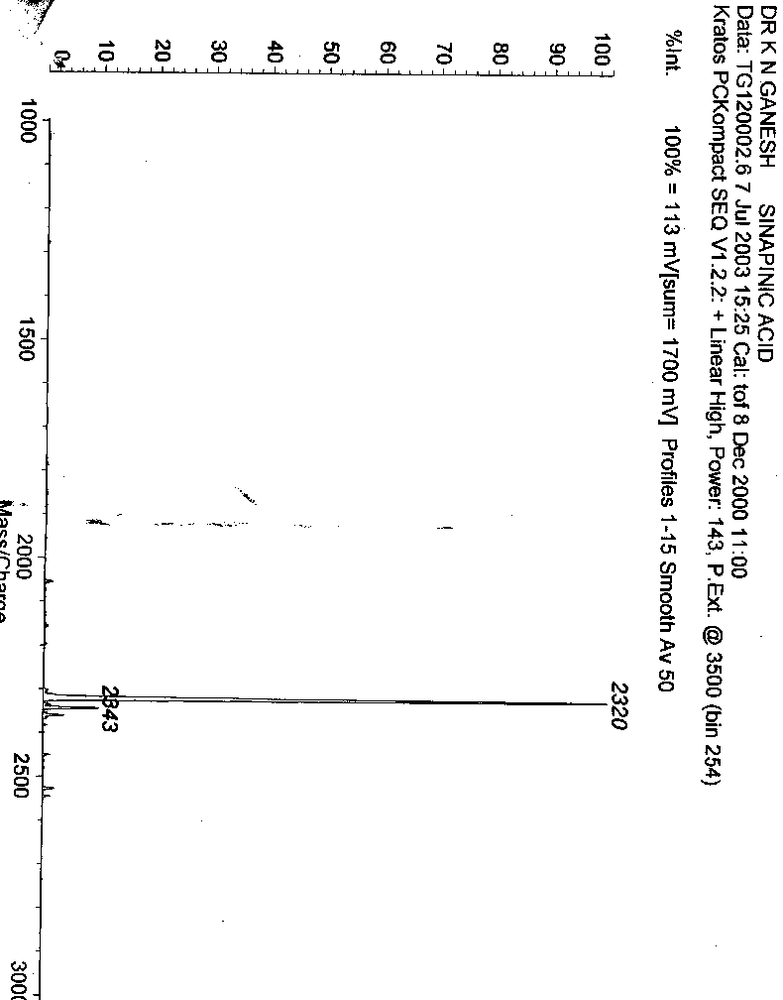 DR K N GANESH SINAPINIC ACID
Data: TG120002.6 7 Jul 2003 15:25 Cal: tof 8 Dec 2000 11:00
Kratos PCKompact SEQ V1.2.2: + Linear High, Power: 143, P.Ext. @ 3500 (bin 254)
%Int. 100% = 113 mV[sum= 1700 mV] Profiles 1-15 Smooth Av 50
2320
100
90
80
70
60
50
40
30
20
10
2343
0
1000 1500 2000 2500 3000
Mass/Charge